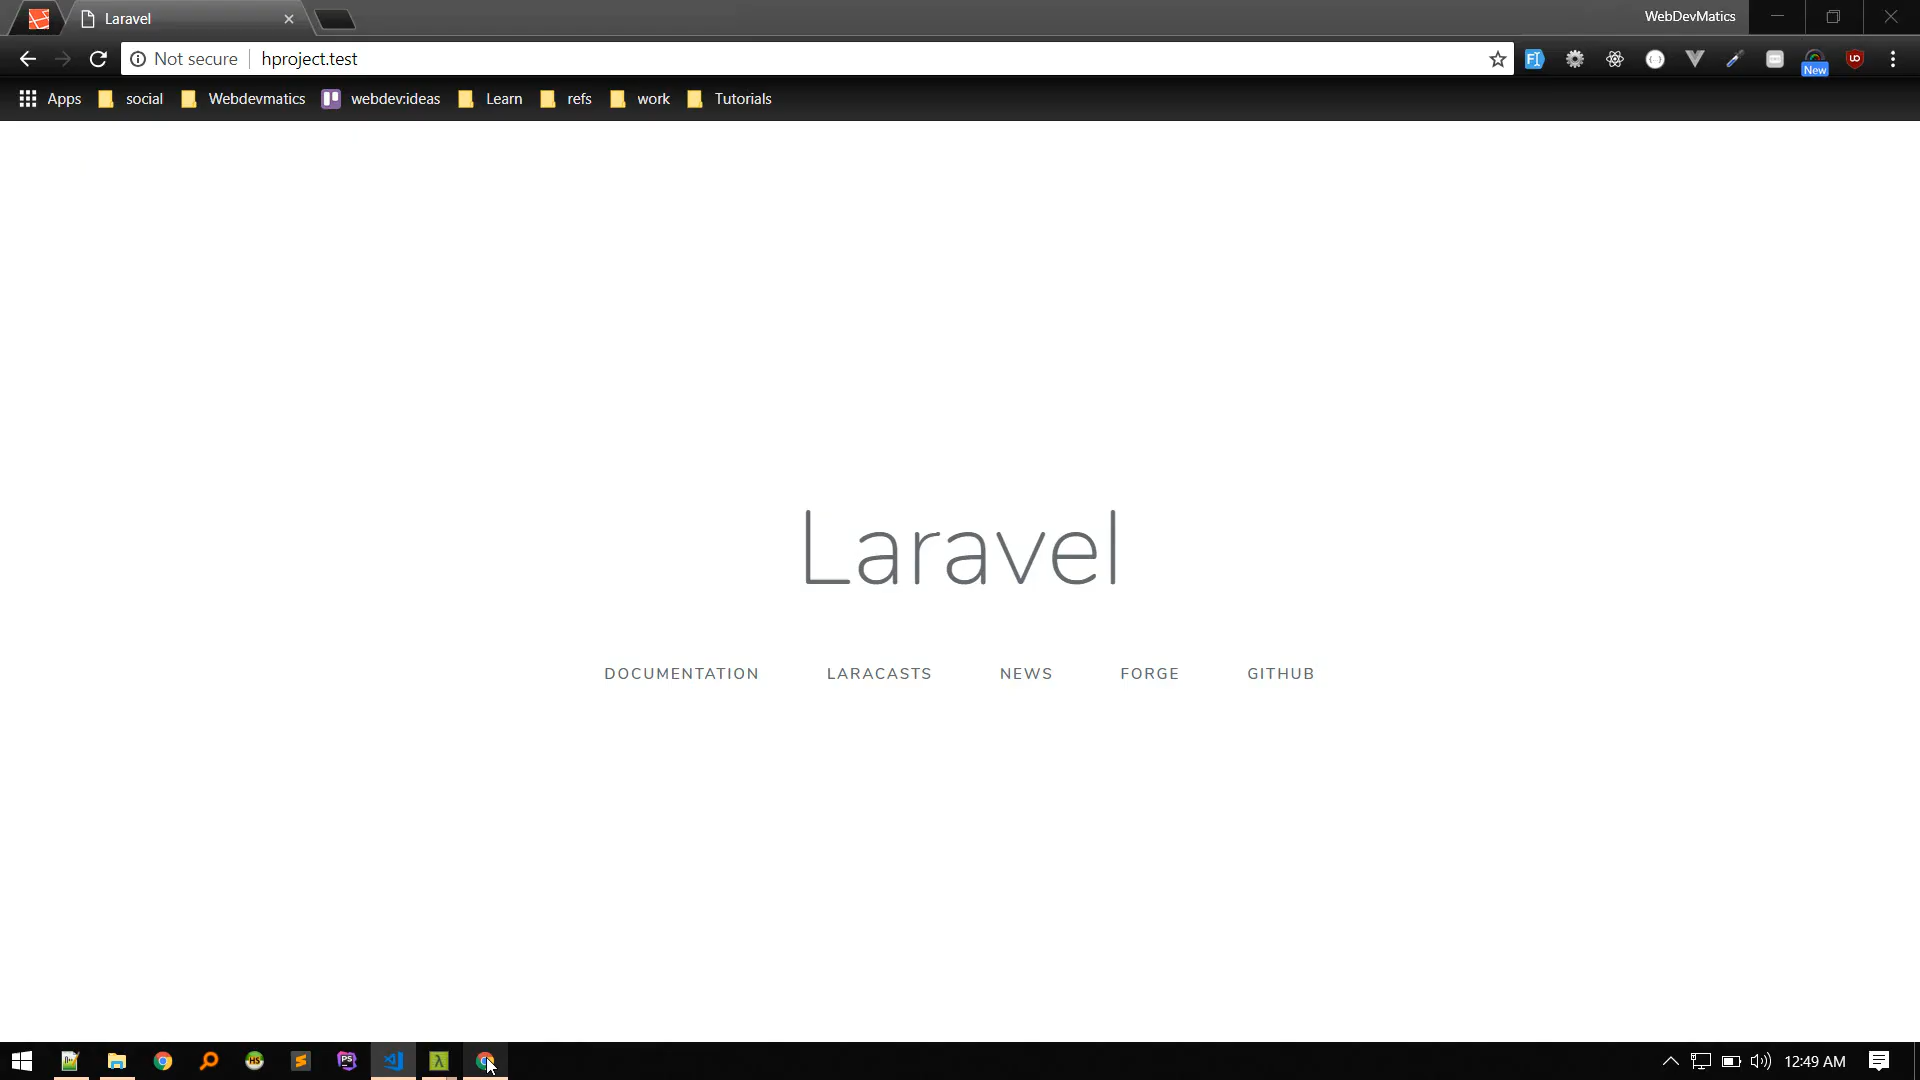 Laravel
WebDevMatics
Not secure hproject.test
New
Apps social Webdevmatics webdev:ideas Learn refs work Tutorials
Laravel
DOCUMENTATION LARACASTS NEWS FORGE GITHUB
12:49 AM